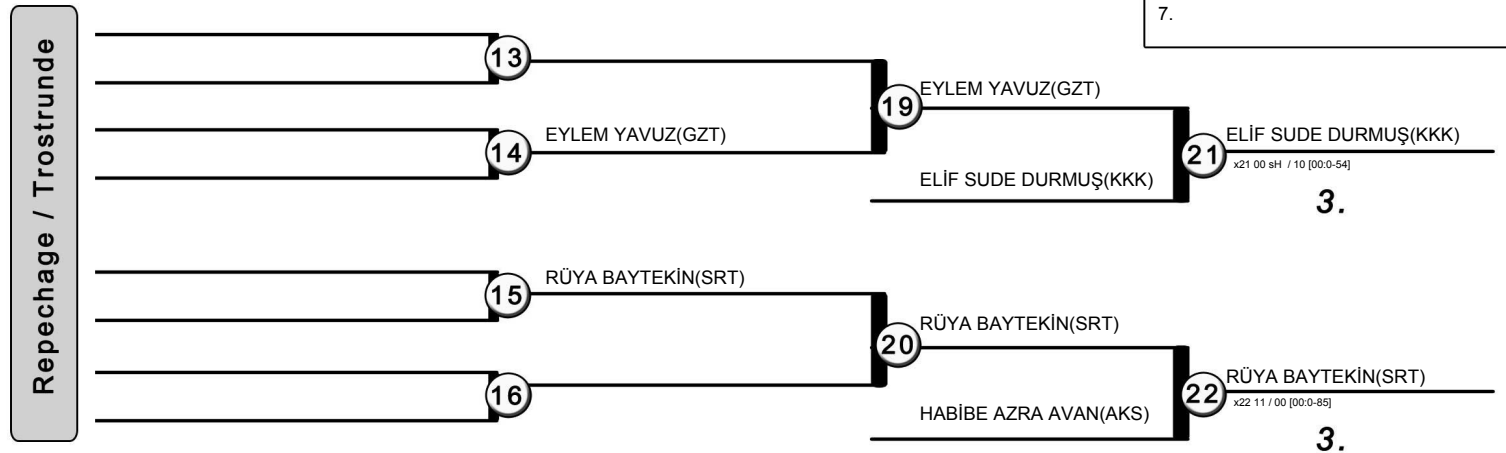 7.
Repechage / Trostrunde
13
19
EYLEM YAVUZ(GZT)
14
EYLEM YAVUZ(GZT)
21
ELİF SUDE DURMUŞ(KKK)
x21 00 sH / 10 [00:0-54]
ELİF SUDE DURMUŞ(KKK)
3.
15
RÜYA BAYTEKİN(SRT)
20
RÜYA BAYTEKİN(SRT)
16
22
RÜYA BAYTEKİN(SRT)
x22 11 / 00 [00:0-85]
HABİBE AZRA AVAN(AKS)
3.